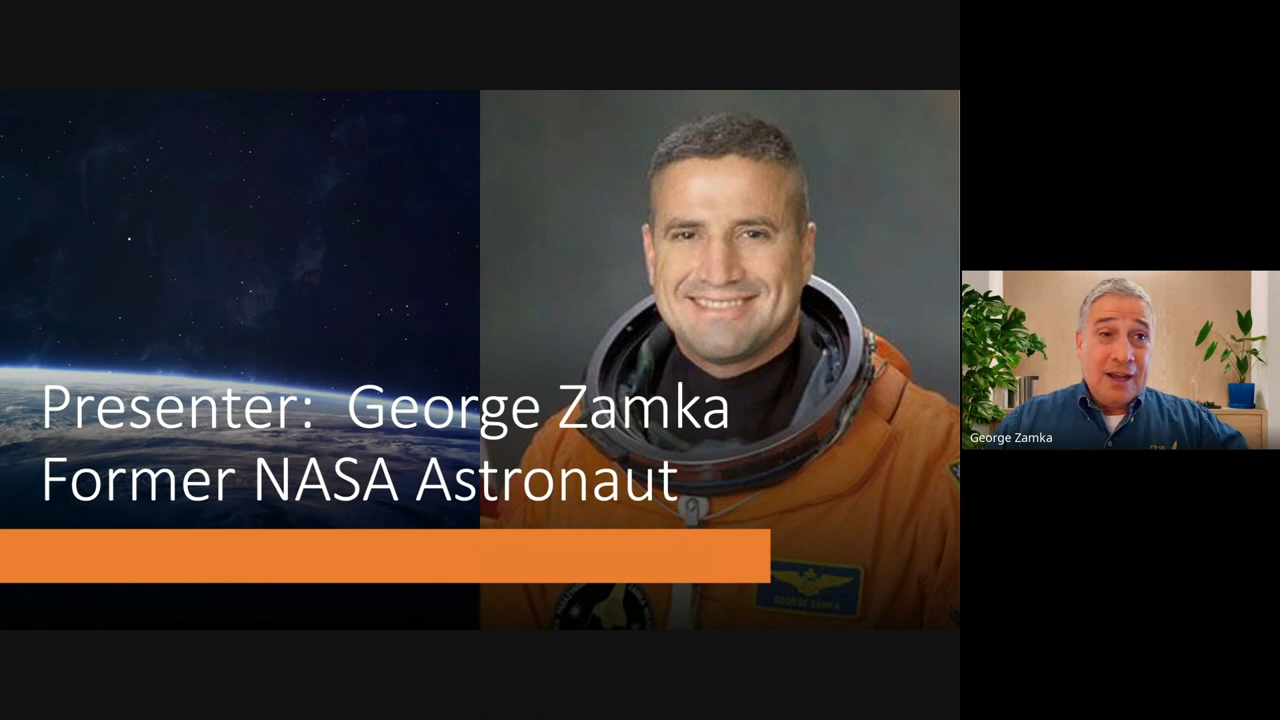 Presenter:  George Zamka
Former NASA Astronaut
GEORGE ZAMKA
George Zamka